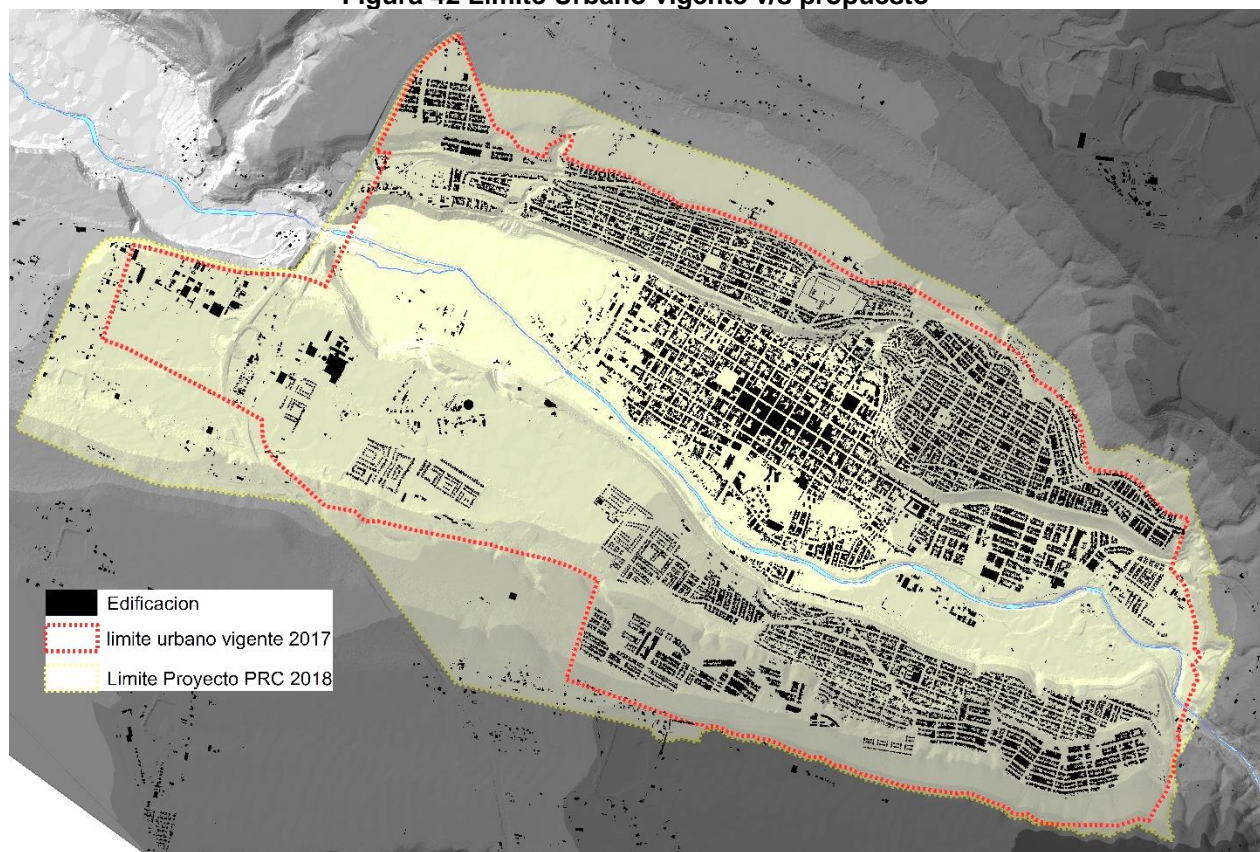 Figura 42 Limite Urbano vigente v/s propuesto
Edificacion
limite urbano vigente 2017
Limite Proyecto PRC 2018